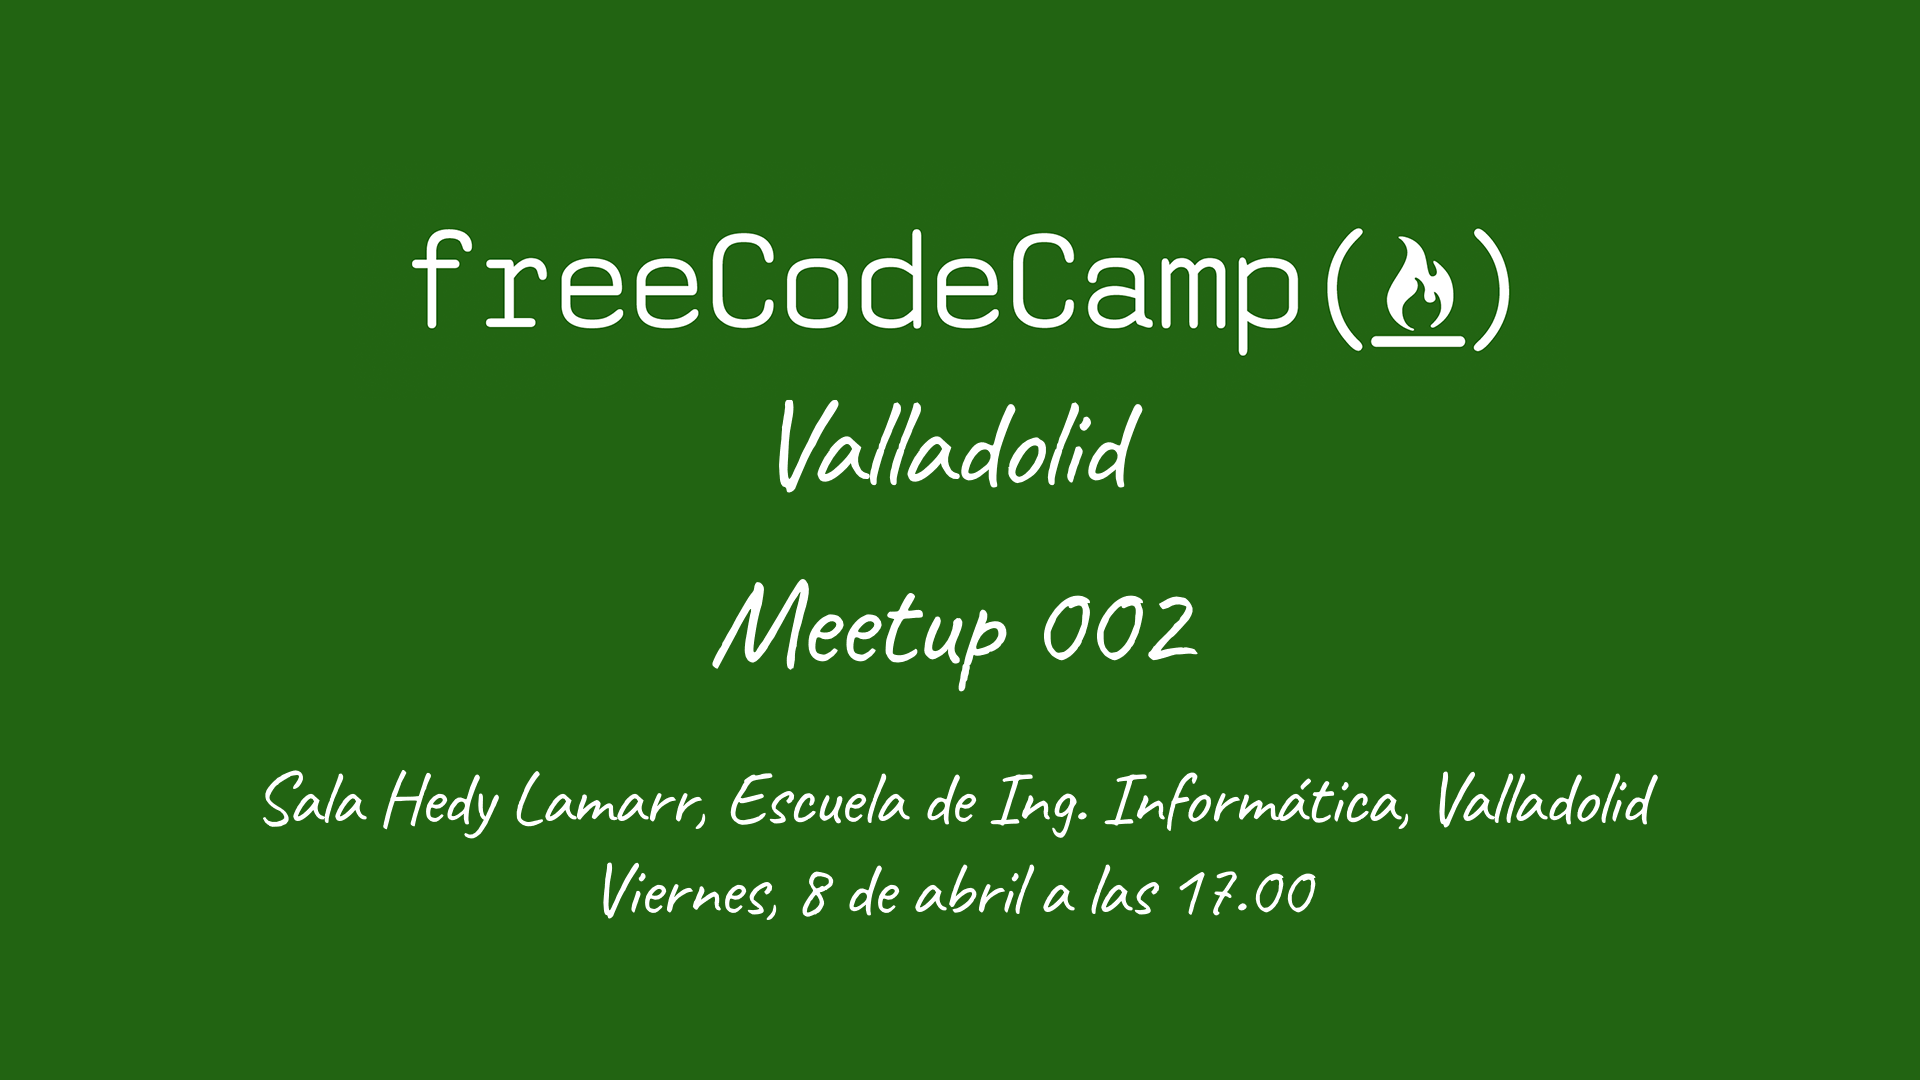 freeCodeCamp()
Valladolid
Meetup 002
Sala Hedy Lamarr, Escuela de Ing. Informática, Valladolid
Viernes, 8 de abril a las 17.00